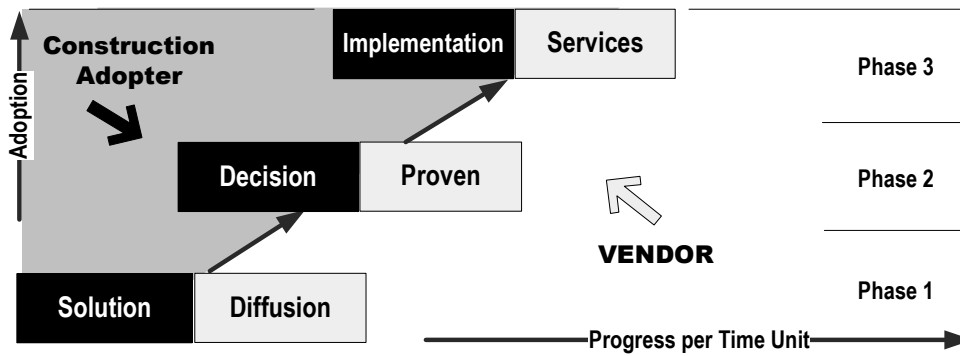 Implementation Services
Phase 3
Construction
Adopter
Adoption
Decision Proven
Phase 2
VENDOR
Solution Diffusion
Phase 1
Progress per Time Unit